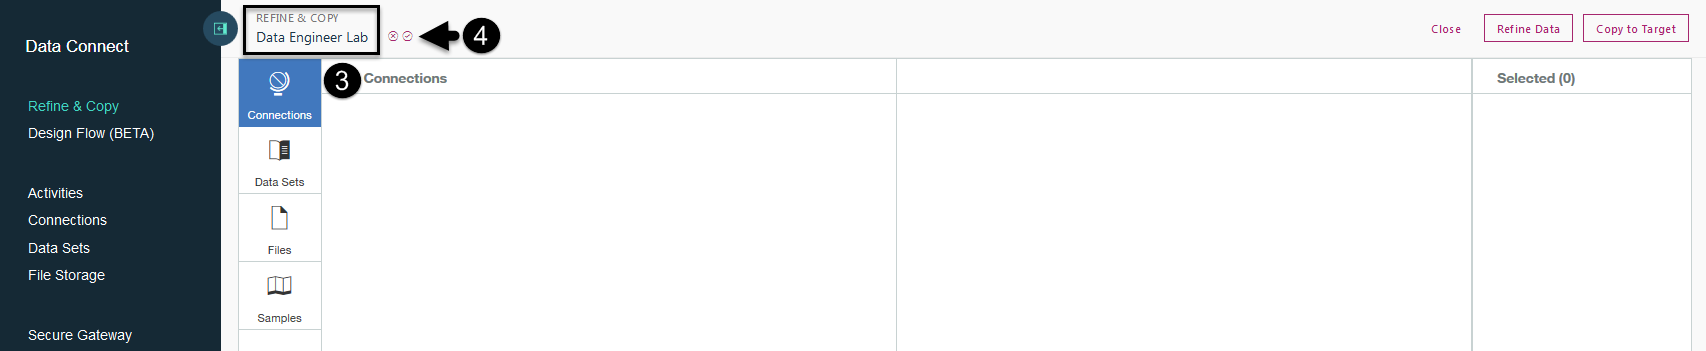 Data Connect
Refine & Copy
Design Flow (BETA)
Activities
Connections
Data Sets
File Storage
Secure Gateway
REFINE & COPY
Data Engineer Lab
4
Close
Refine Data
Copy to Target
Connections
Data Sets
Files
Samples
3
Connections
Selected (0)